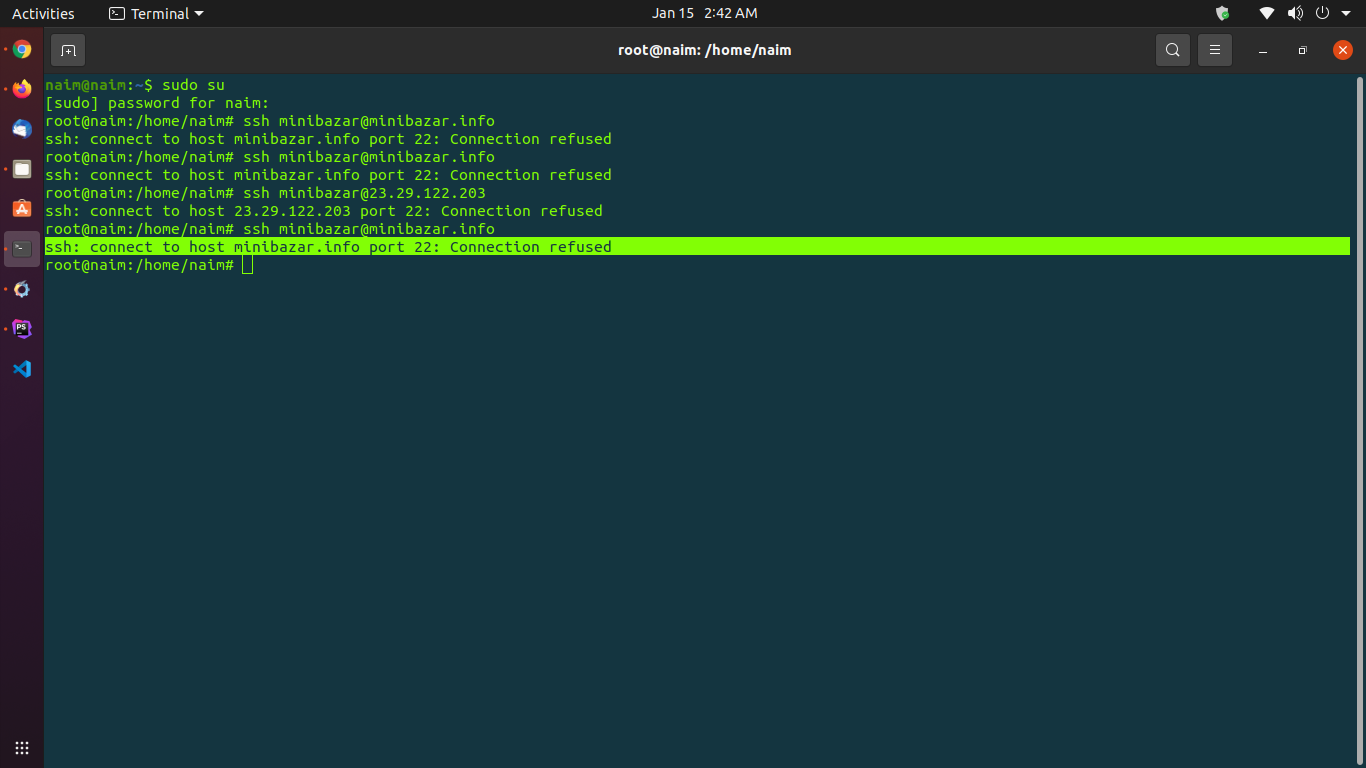 Activities
Terminal
Jan 15 2:42 AM
root@naim: /home/naim
naim@naim:~$ sudo su
[sudo] password for naim:
root@naim:/home/naim# ssh minibazar@minibazar.info
ssh: connect to host minibazar.info port 22: Connection refused
root@naim:/home/naim# ssh minibazar@minibazar.info
ssh: connect to host minibazar.info port 22: Connection refused
root@naim:/home/naim# ssh minibazar@23.29.122.203
ssh: connect to host 23.29.122.203 port 22: Connection refused
root@naim:/home/naim# ssh minibazar@minibazar.info
ssh: connect to host minibazar.info port 22: Connection refused
root@naim:/home/naim#
PS